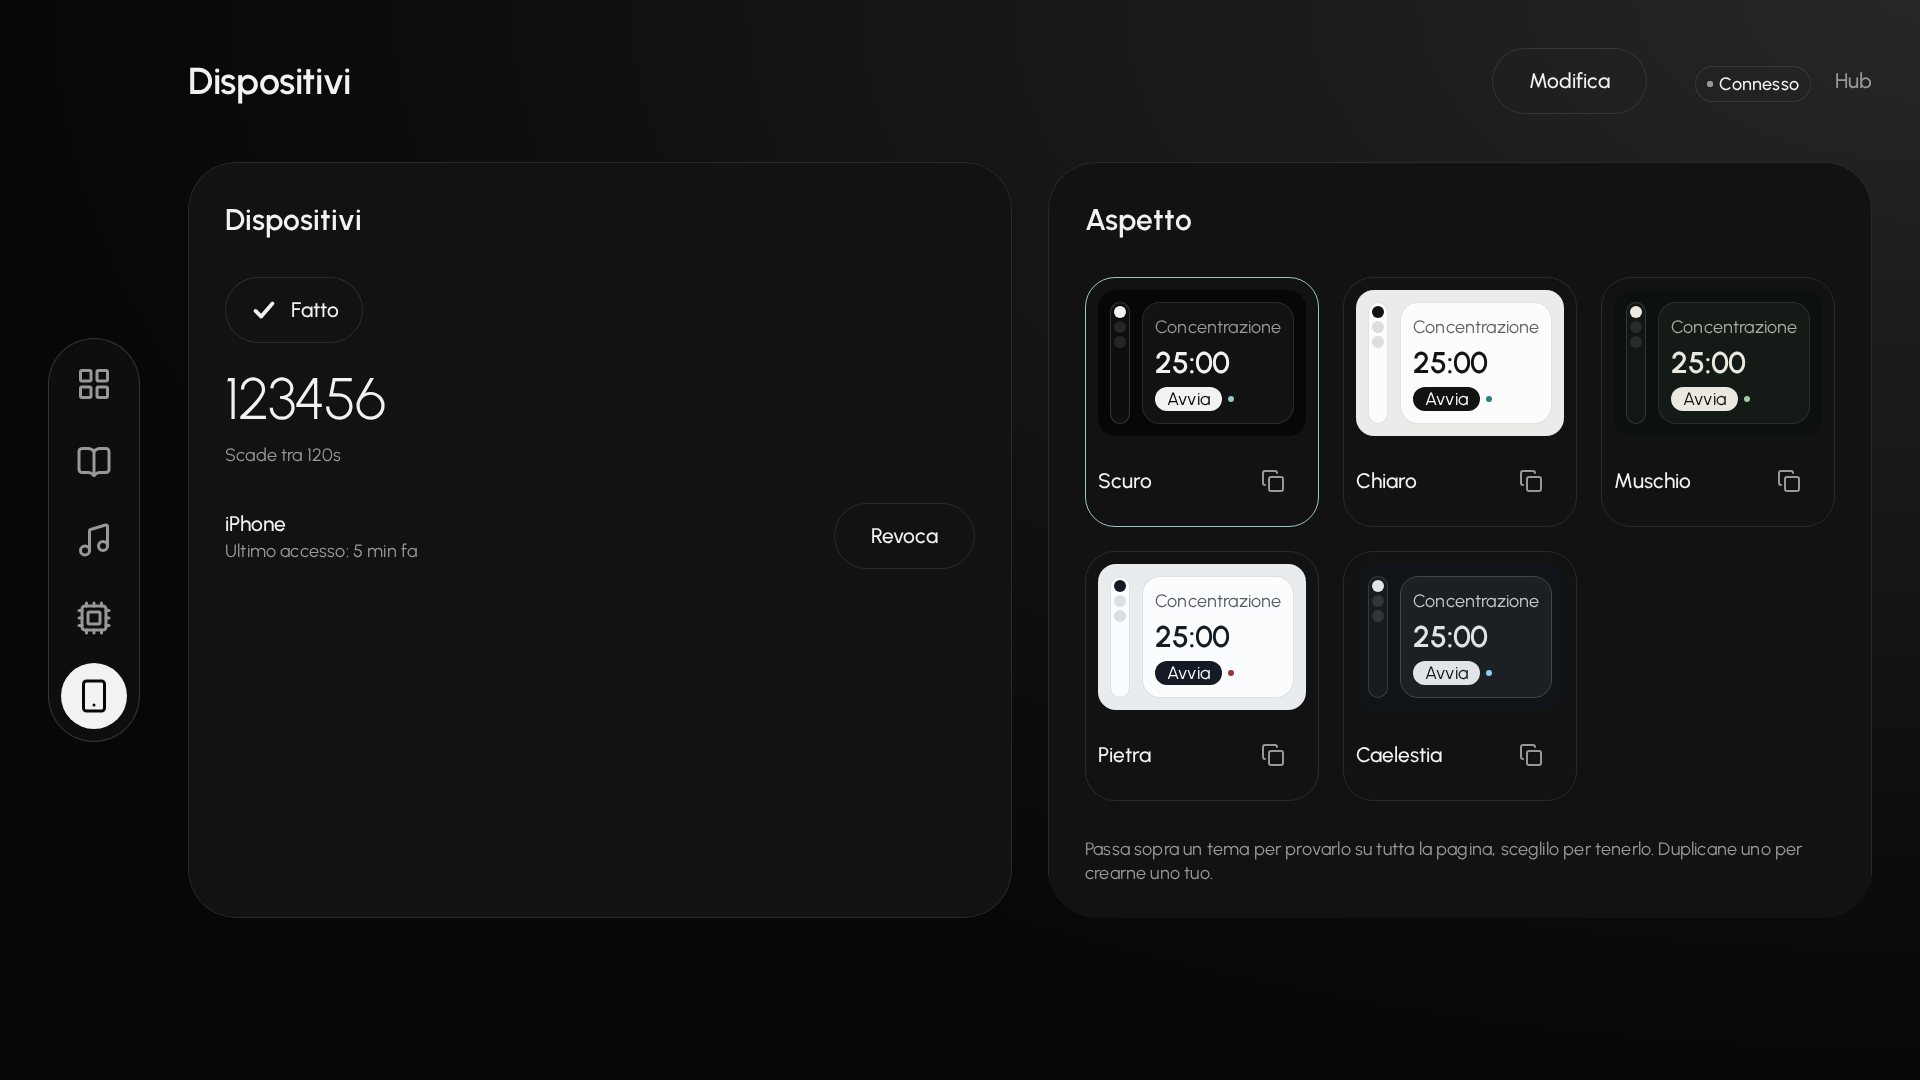 Dispositivi
Modifica
Connesso
Hub
Dispositivi
Fatto
123456
Scade tra 120s
iPhone
Ultimo accesso: 5 min fa
Revoca
Aspetto
Concentrazione
25:00
Avvia
Scuro
Concentrazione
25:00
Avvia
Chiaro
Concentrazione
25:00
Avvia
Muschio
Concentrazione
25:00
Avvia
Pietra
Concentrazione
25:00
Avvia
Caelestia
Passa sopra un tema per provarlo su tutta la pagina, sceglilo per tenerlo. Duplicane uno per
crearne uno tuo.